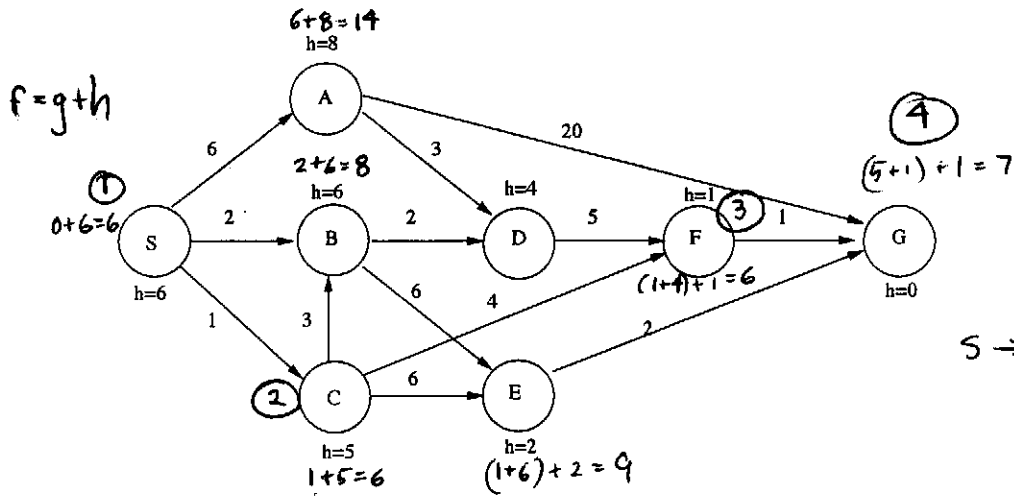 6+8=14
h=8
A
f=g+h
6
3
20
4
(5+1)+1=7
2+6=8
h=6
1
0+6=6
S
h=6
2
B
2
D
h=4
5
F
h=1
3
1
G
h=0
(1+4)+1=6
1
3
4
6
2
S →
2
C
6
E
h=5
1+5=6
h=2
(1+6)+2=9